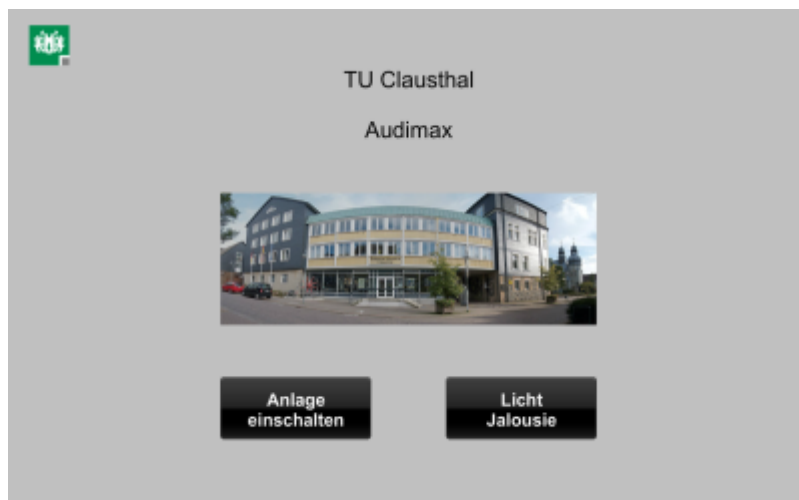 TU Clausthal
Audimax
Anlage
einschalten
Licht
Jalousie